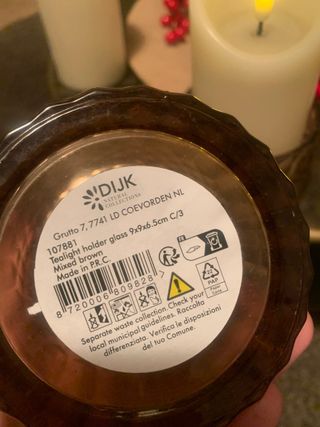 DIJK
NATURAL
COLLECTIONS
Grutto 7, 7741 LD COEVORDEN NL
107881
Tealight holder glass 9x9x6.5cm C/3
Mixed brown
Made in P.R.C.
8 720006 809828
PAP
Separate waste collection. Check your
local municipal guidelines. Raccolta
differenziata. Verifica le disposizioni
del tuo Comune.